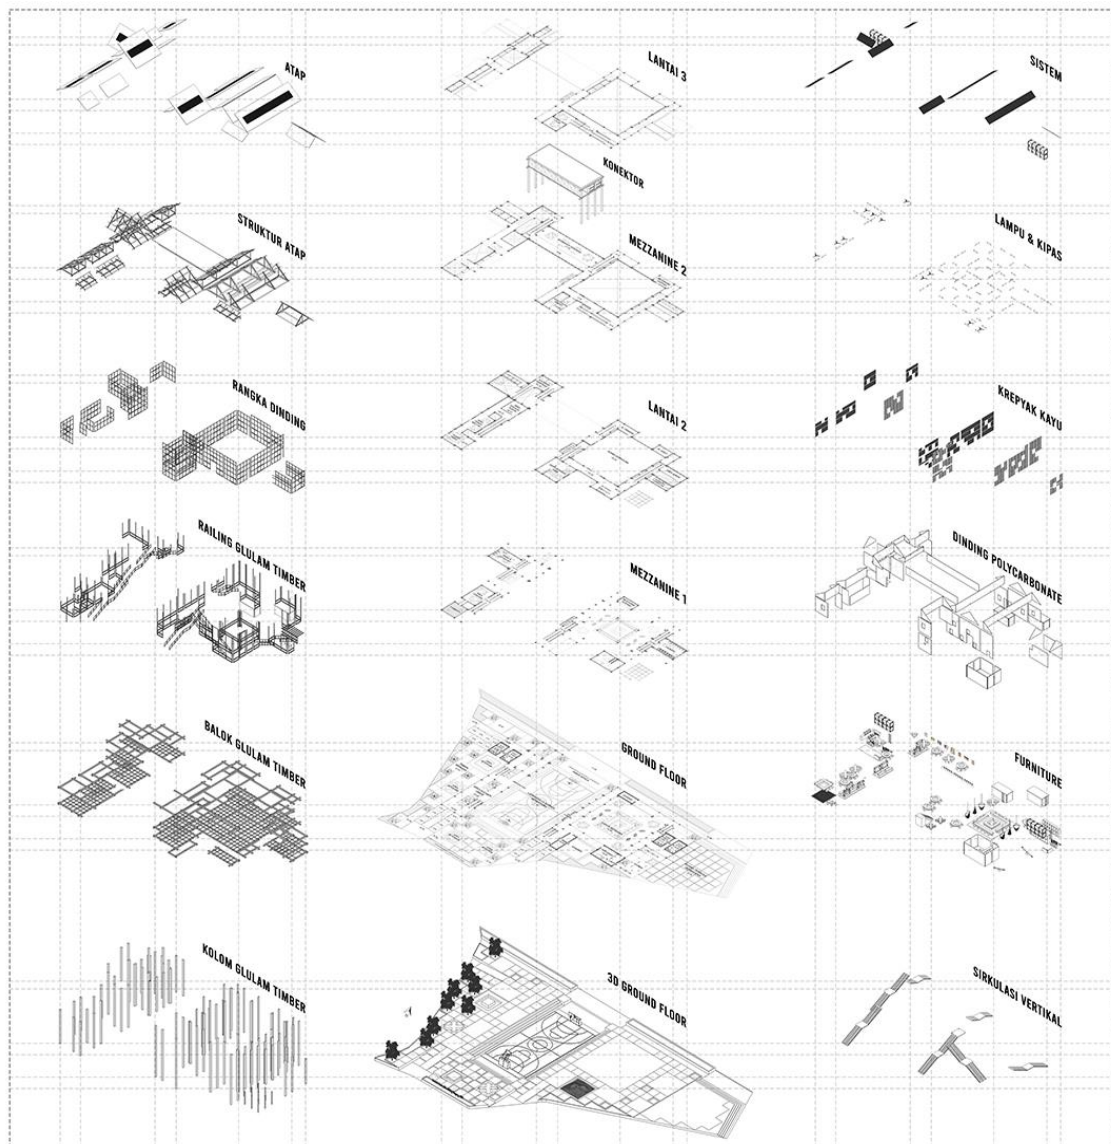 ATAP
LANTAI 3
SISTEM
KONEKTOR
STRUKTUR ATAP
MEZZANINE 2
LAMPU & KIPAS
RANGKA DINDING
LANTAI 2
KREPYAK KAYU
RAILING GLULAM TIMBER
MEZZANINE 1
DINDING POLYCARBONATE
BALOK GLULAM TIMBER
GROUND FLOOR
FURNITURE
KOLOM GLULAM TIMBER
3D GROUND FLOOR
SIRKULASI VERTIKAL